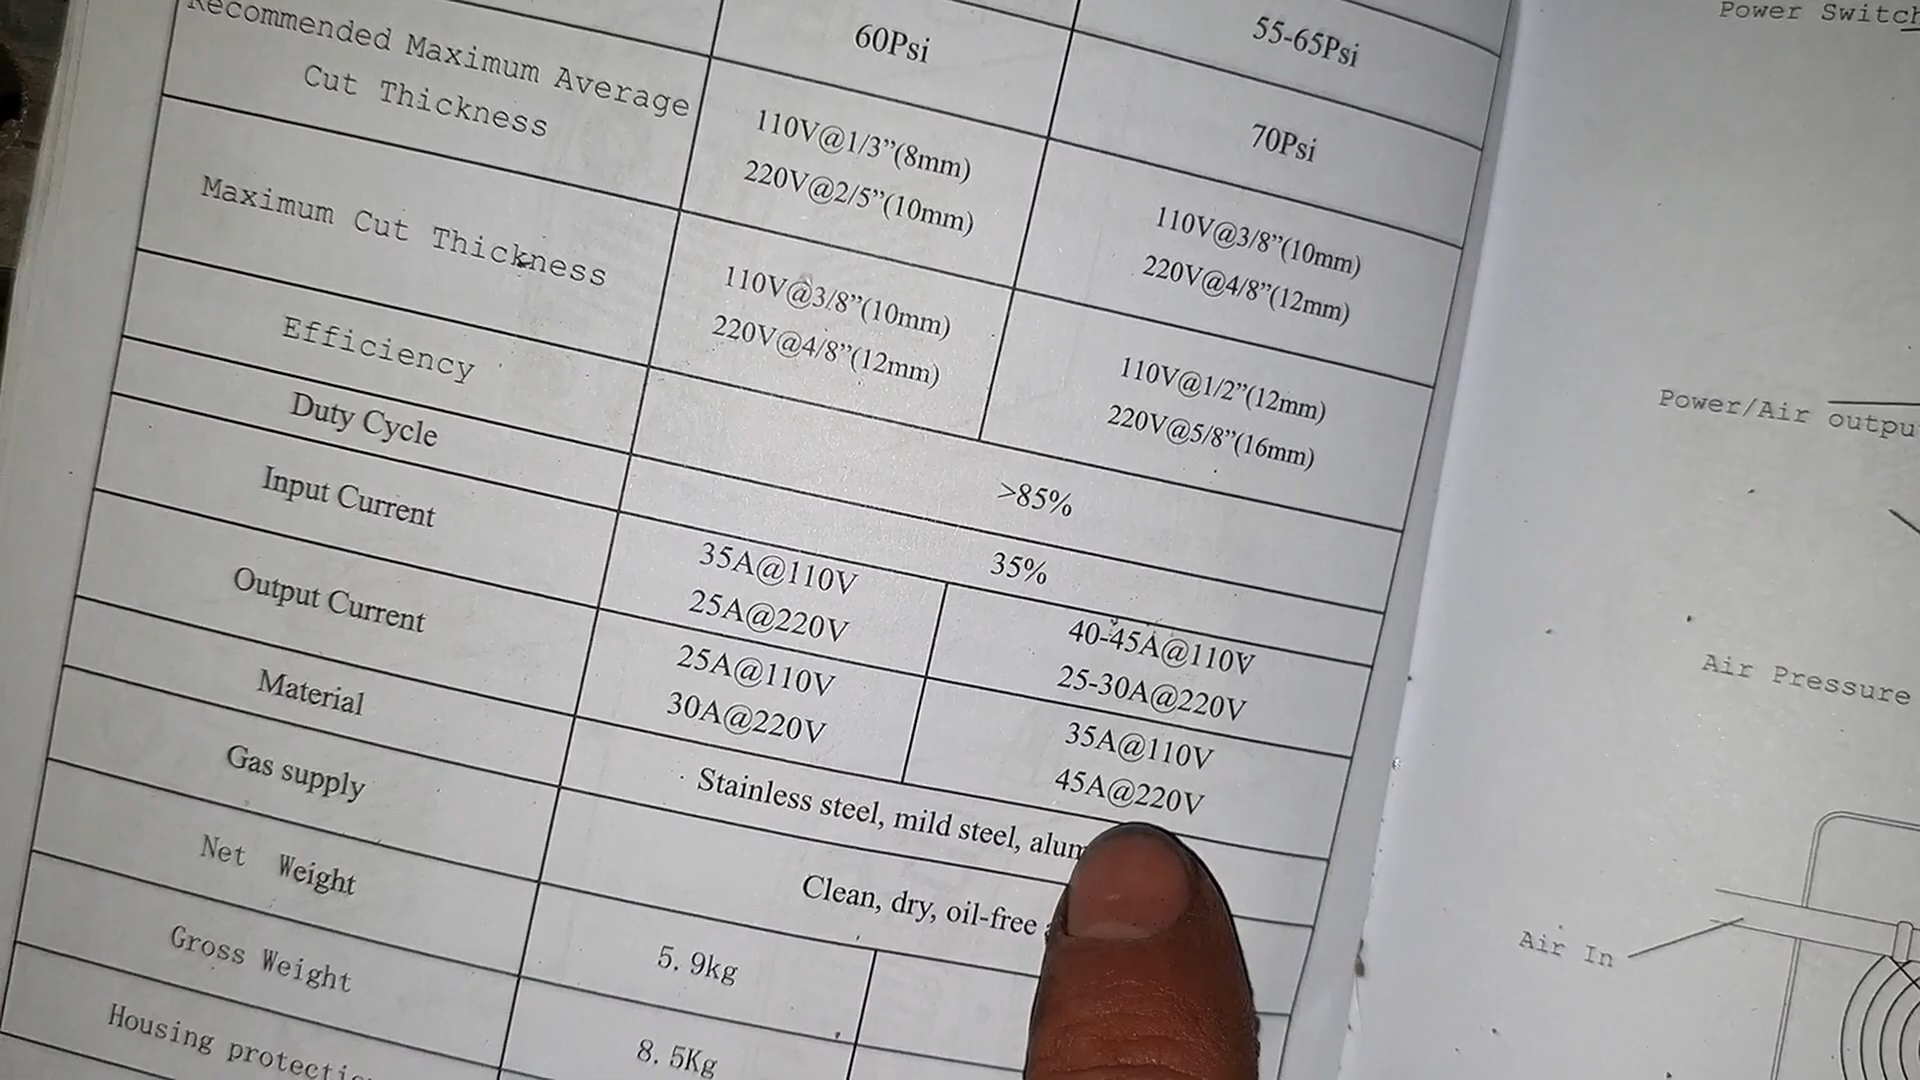 60Psi
55-65Psi
Recommended Maximum Average
Cut Thickness
110V@1/3”(8mm)
220V@2/5”(10mm)
70Psi
Maximum Cut Thickness
110V@3/8”(10mm)
220V@4/8”(12mm)
110V@3/8”(10mm)
220V@4/8”(12mm)
Efficiency
110V@1/2”(12mm)
220V@5/8”(16mm)
Duty Cycle
>85%
Input Current
35%
35A@110V
25A@220V
40-45A@110V
25-30A@220V
Output Current
25A@110V
30A@220V
35A@110V
45A@220V
Material
Stainless steel, mild steel,
Gas supply
Clean, dry, oil-free
Net Weight
5.9kg
Gross Weight
8.5Kg
Housing
Power Switch
Power/Air
Air Pressure
Air In